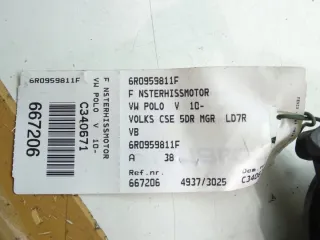 6R0959811F
F NSTERHISSMOTOR
VW POLO V 10-
VOLKS CSE 5DR MGR LD7R
VB
6R0959811F
A 38
Ref.nr.
667206 4937/3025
6R0959811F
F NSTERHISSMOTOR
VW POLO V 10-
C340671
667206